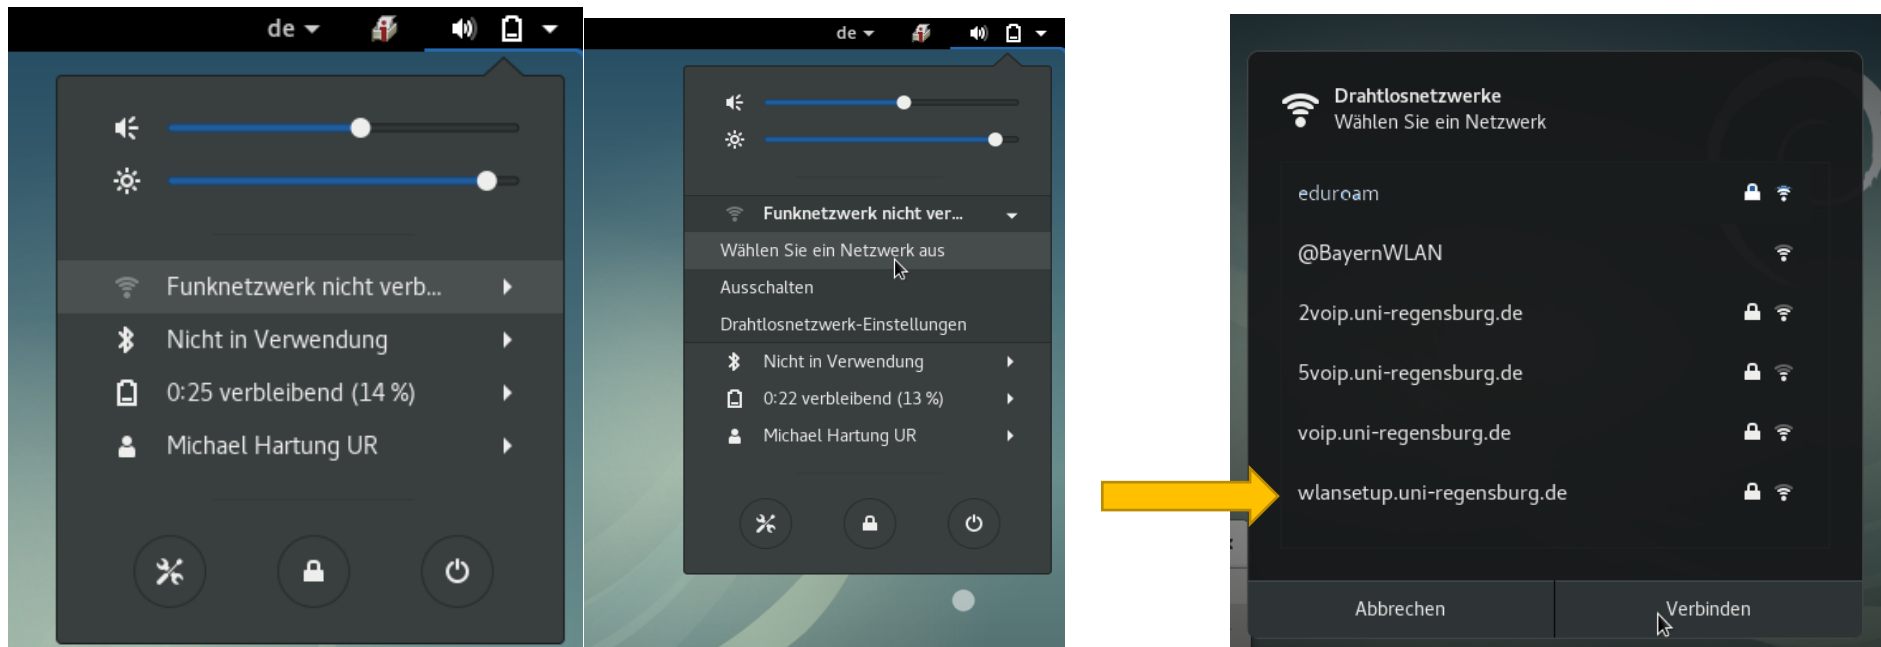 de
Funknetzwerk nicht verb...
Nicht in Verwendung
0:25 verbleibend (14 %)
Michael Hartung UR
de
Funknetzwerk nicht ver...
Wählen Sie ein Netzwerk aus
Ausschalten
Drahtlosnetzwerk-Einstellungen
Nicht in Verwendung
0:22 verbleibend (13 %)
Michael Hartung UR
Drahtlosnetzwerke
Wählen Sie ein Netzwerk
eduroam
@BayernWLAN
2voip.uni-regensburg.de
5voip.uni-regensburg.de
voip.uni-regensburg.de
wlansetup.uni-regensburg.de
Abbrechen
Verbinden